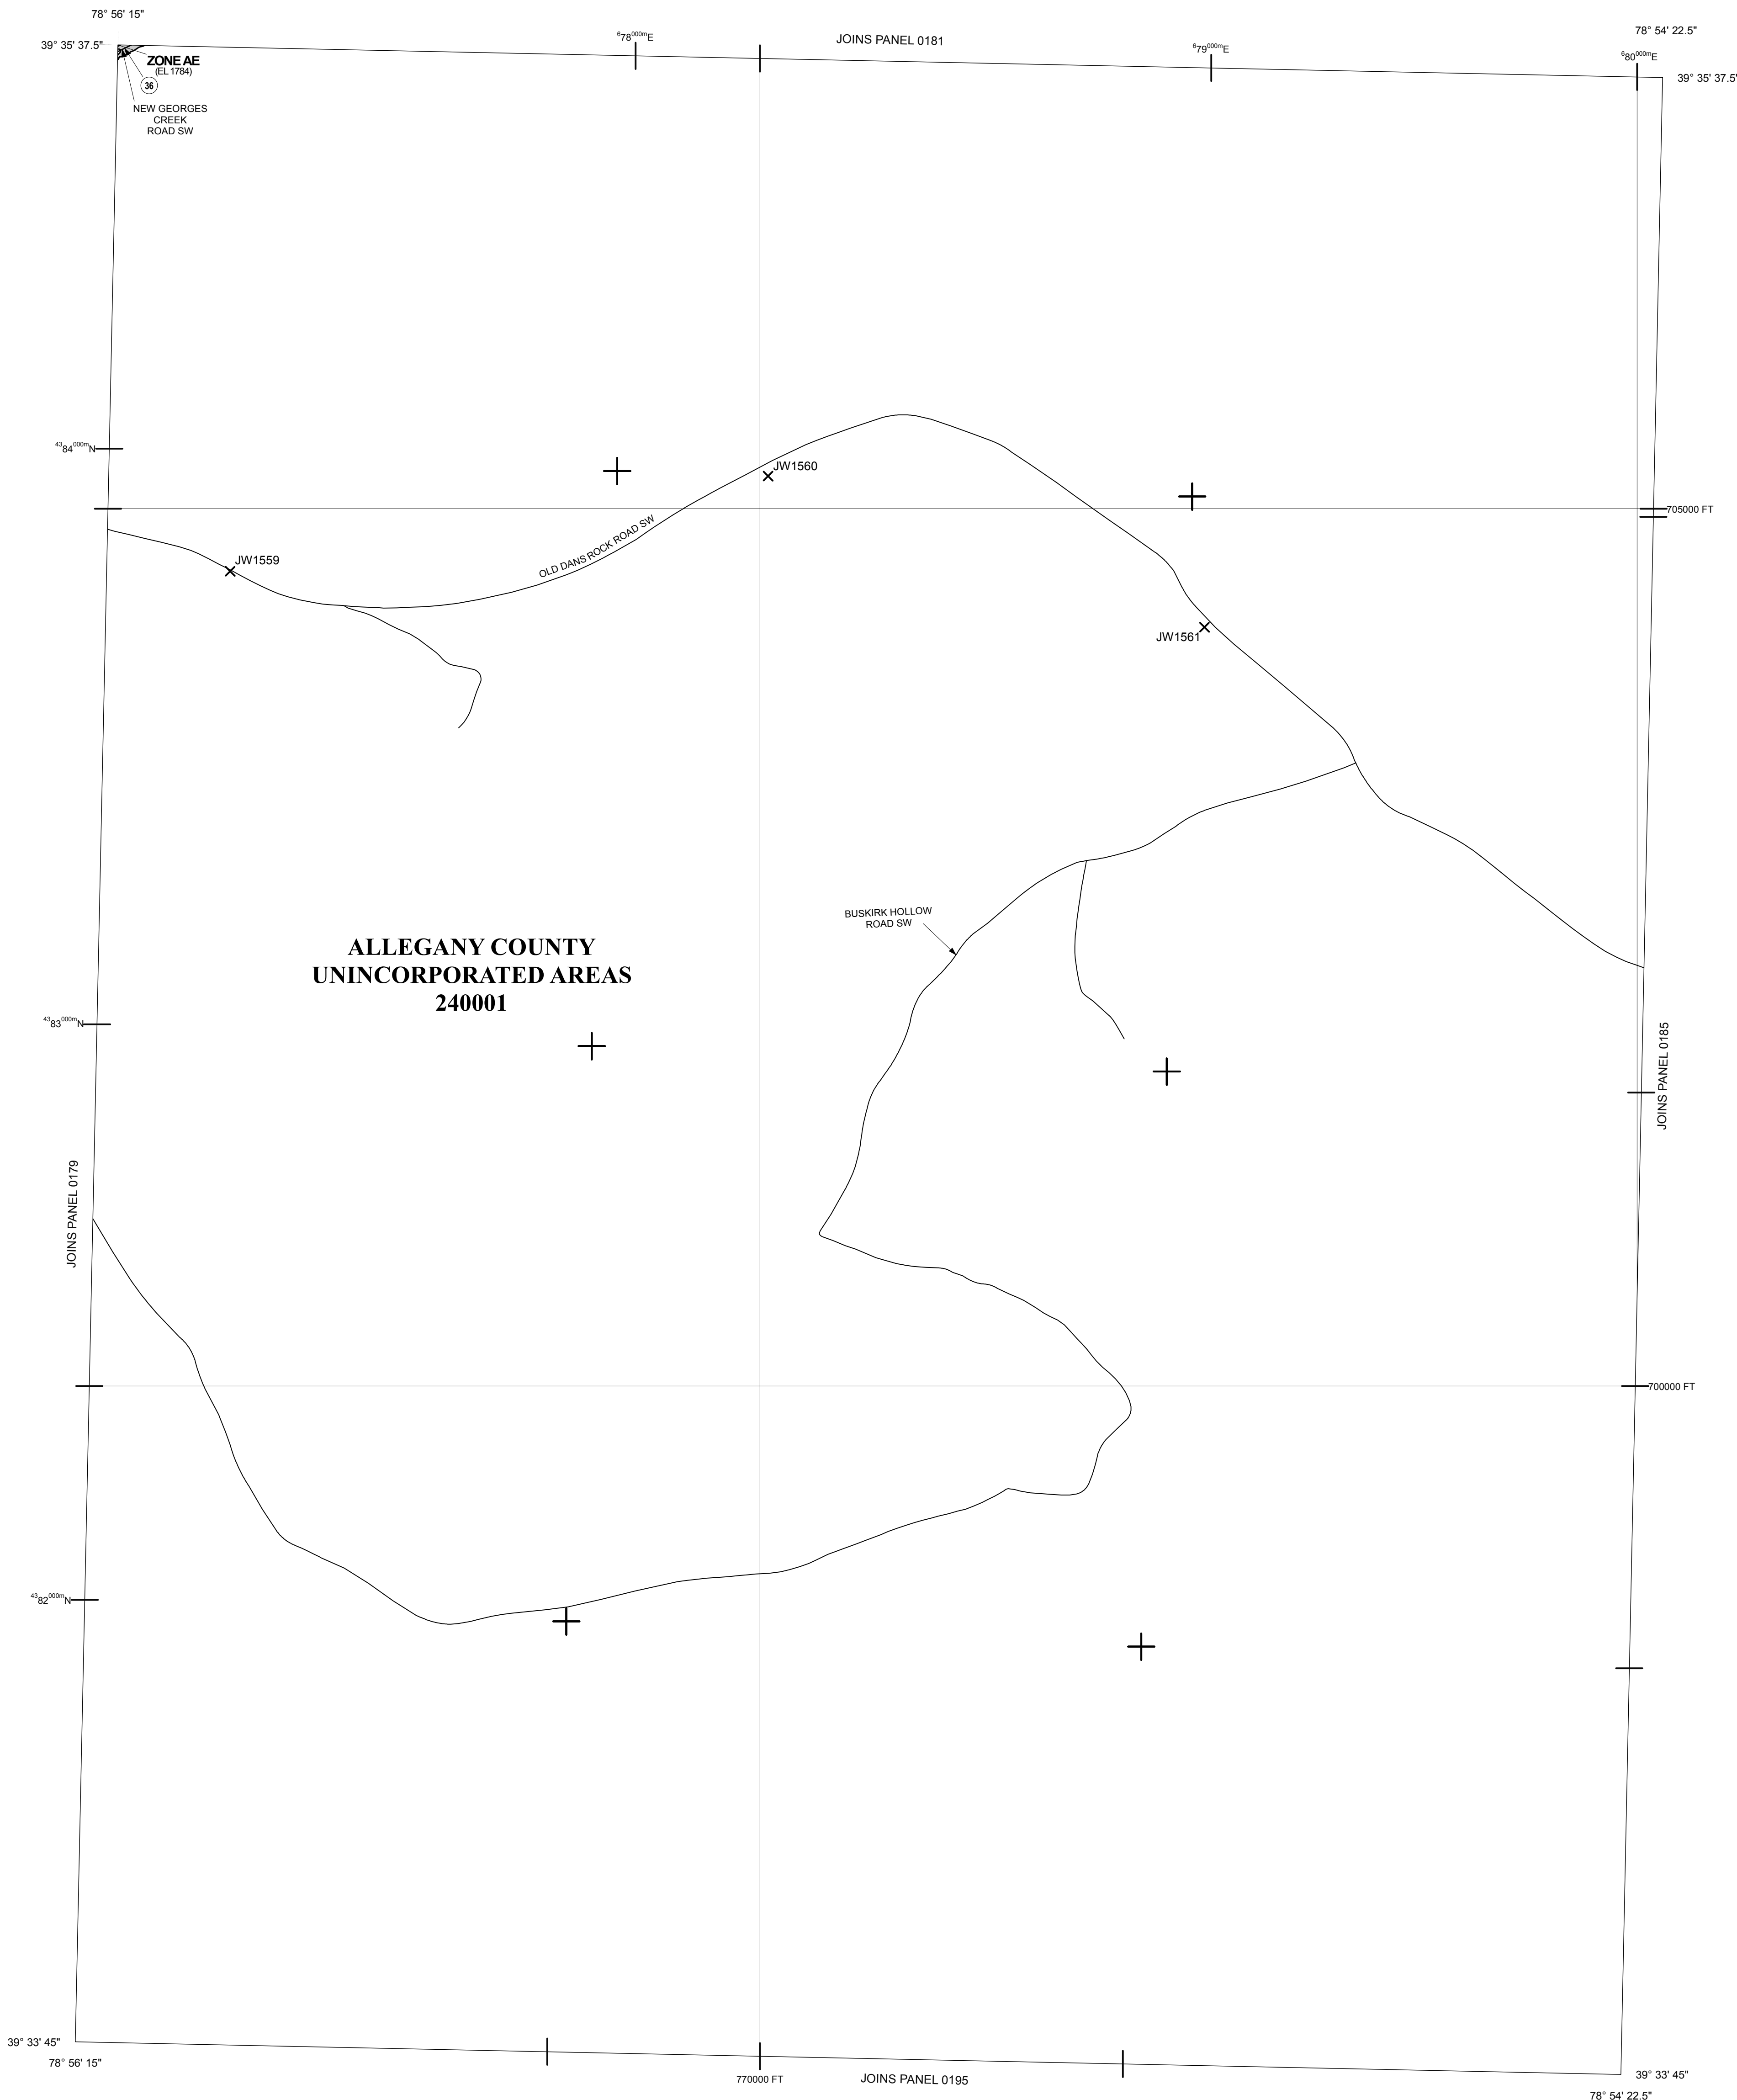 78° 56' 15"
78° 54' 22.5"
39° 35' 37.5"
⁶78⁰⁰⁰ᵐE
JOINS PANEL 0181
⁶79⁰⁰⁰ᵐE
⁶80⁰⁰⁰ᵐE
39° 35' 37.5"
ZONE AE
(EL 1784)
36
NEW GEORGES
CREEK
ROAD SW
⁴³84⁰⁰⁰ᵐN
JW1560
705000 FT
OLD DANS ROCK ROAD SW
JW1559
JW1561
BUSKIRK HOLLOW
ROAD SW
ALLEGANY COUNTY
UNINCORPORATED AREAS
240001
⁴³83⁰⁰⁰ᵐN
JOINS PANEL 0185
JOINS PANEL 0179
700000 FT
⁴³82⁰⁰⁰ᵐN
39° 33' 45"
78° 56' 15"
770000 FT
JOINS PANEL 0195
39° 33' 45"
78° 54' 22.5"